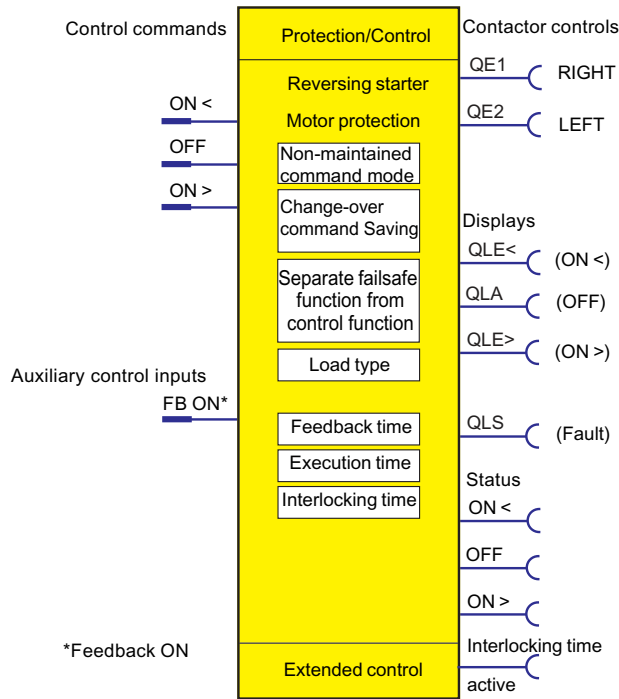 Control commands
Protection/Control
Contactor controls
Reversing starter
QE1
RIGHT
ON <
Motor protection
QE2
LEFT
OFF
Non-maintained
command mode
ON >
Change-over
command Saving
Displays
QLE<
(ON <)
Separate failsafe
function from
control function
QLA
(OFF)
QLE>
(ON >)
Load type
Auxiliary control inputs
FB ON*
Feedback time
QLS
(Fault)
Execution time
Status
Interlocking time
ON <
OFF
ON >
*Feedback ON
Extended control
Interlocking time
active